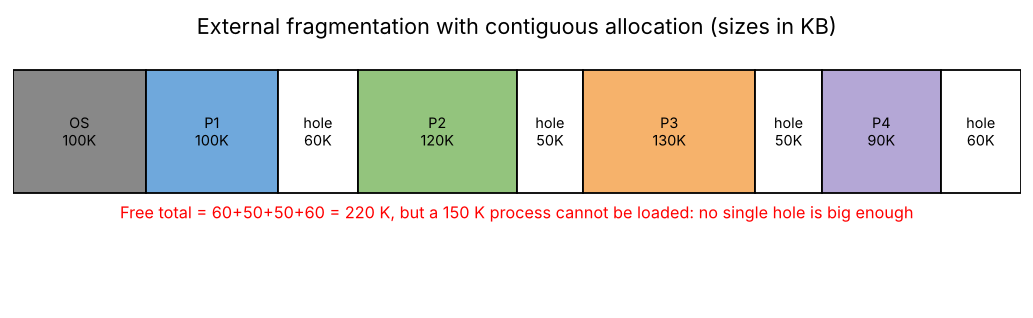 External fragmentation with contiguous allocation (sizes in KB)
OS
100K
P1
100K
hole
60K
P2
120K
hole
50K
P3
130K
hole
50K
P4
90K
hole
60K
Free total = 60+50+50+60 = 220 K, but a 150 K process cannot be loaded: no single hole is big enough